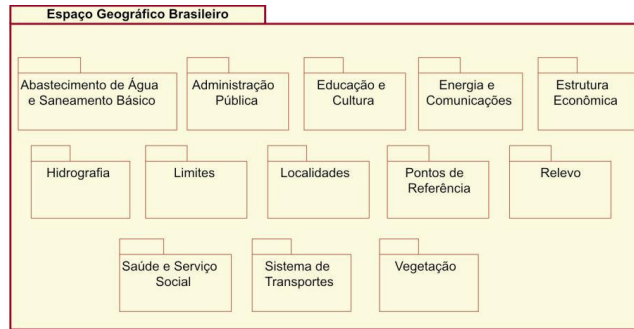 Espaço Geográfico Brasileiro
Abastecimento de Água
e Saneamento Básico
Administração
Pública
Educação e
Cultura
Energia e
Comunicações
Estrutura
Econômica
Hidrografia
Limites
Localidades
Pontos de
Referência
Relevo
Saúde e Serviço
Social
Sistema de
Transportes
Vegetação